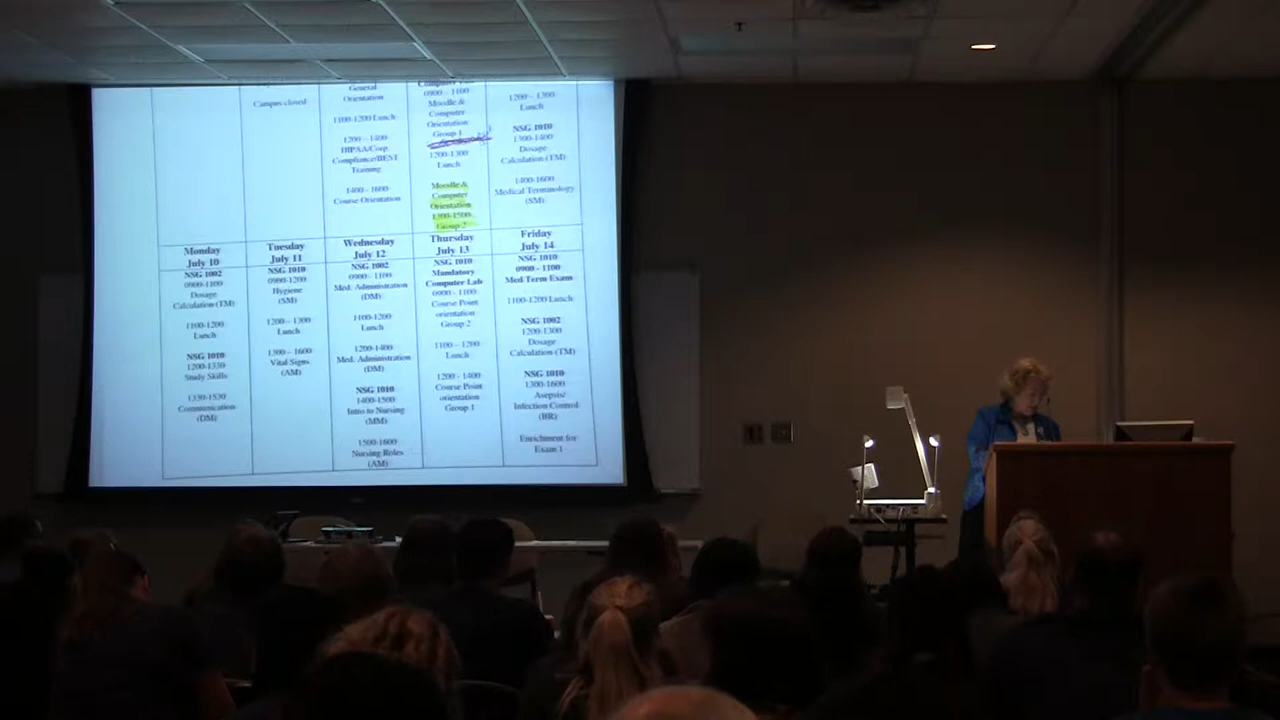 Campus closed
General
Orientation
1100-1200 Lunch
1200 – 1400
HIPAA/Corp
Compliance/BEST
Training
1400 – 1600
Course Orientation
0900 – 1100
Moodle &
Computer
Orientation
Group 1
1200-1300
Lunch
Moodle &
Computer
Orientation
1300-1500
Group 2
1200 – 1300
Lunch
NSG 1010
1300-1400
Dosage
Calculation (TM)
1400-1600
Medical Terminology
(SM)
Monday
July 10
NSG 1002
0900-1100
Dosage
Calculation (TM)
1100-1200
Lunch
NSG 1010
1200-1330
Study Skills
1330-1530
Communication
(DM)
Tuesday
July 11
NSG 1010
0900-1200
Hygiene
(SM)
1200 – 1300
Lunch
1300 – 1600
Vital Signs
(AM)
Wednesday
July 12
NSG 1002
0900 – 1100
Med. Administration
(DM)
1100-1200
Lunch
1200-1400
Med. Administration
(DM)
NSG 1010
1400-1500
Intro to Nursing
(MM)
1500-1600
Nursing Roles
(AM)
Thursday
July 13
NSG 1010
Mandatory
Computer Lab
0900 – 1100
Course Point
orientation
Group 2
1100 – 1200
Lunch
1200 - 1400
Course Point
orientation
Group 1
Friday
July 14
NSG 1010
0900 - 1100
Med Term Exam
1100-1200 Lunch
NSG 1002
1200-1300
Dosage
Calculation (TM)
NSG 1010
1300-1600
Asepsis/
Infection Control
(BR)
Enrichment for
Exam 1